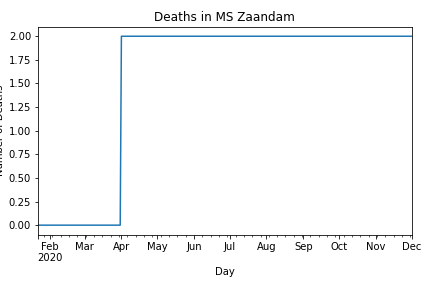 Deaths in MS Zaandam
2.00
1.75
1.50
1.25
1.00
0.75
0.50
0.25
0.00
Number of Deaths
Feb Mar Apr May Jun Jul Aug Sep Oct Nov Dec
2020
Day